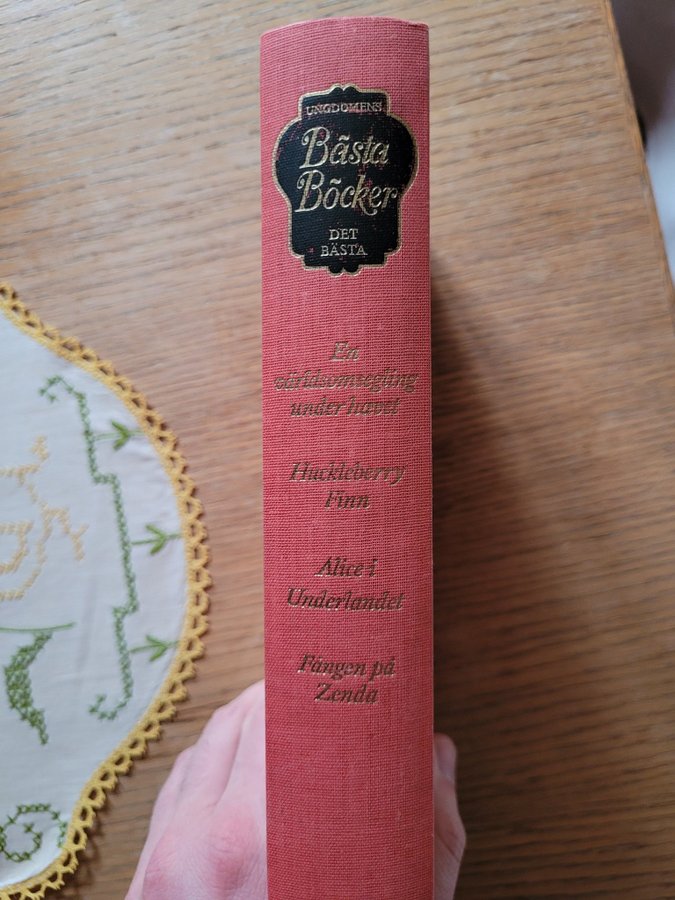 UNGDOMENS
Bästa
Böcker
DET
BÄSTA
En
världsomsegling
under havet
Huckleberry
Finn
Alice i
Underlandet
Fången på
Zenda